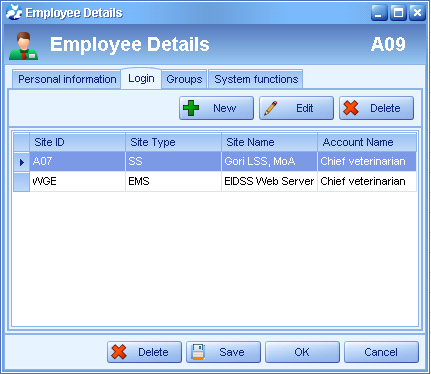 Employee Details
Employee Details A09
Personal information Login Groups System functions
New Edit Delete
Site ID Site Type Site Name Account Name
A07 SS Gori LSS, MoA Chief veterinarian
WGE EMS EIDSS Web Server Chief veterinarian
Delete Save OK Cancel